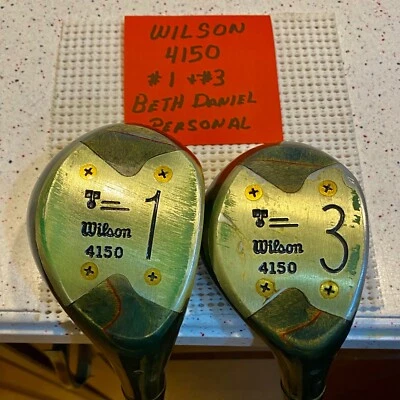 WILSON
4150
#1 + #3
BETH DANIEL
PERSONAL
1
Wilson
4150
3
Wilson
4150